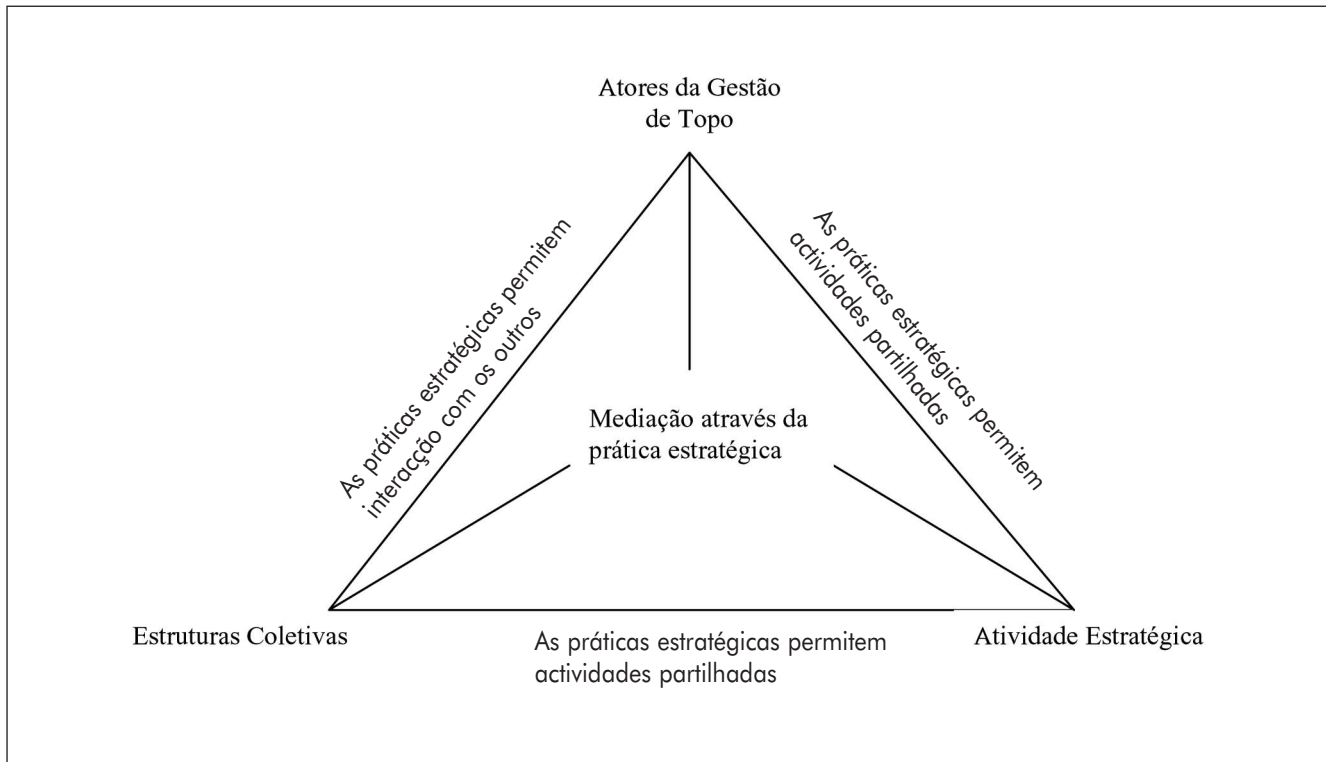 Atores da Gestão
de Topo
As práticas estratégicas permitem
interacção com os outros
As práticas estratégicas permitem
actividades partilhadas
Mediação através da
prática estratégica
Estruturas Coletivas
As práticas estratégicas permitem
actividades partilhadas
Atividade Estratégica